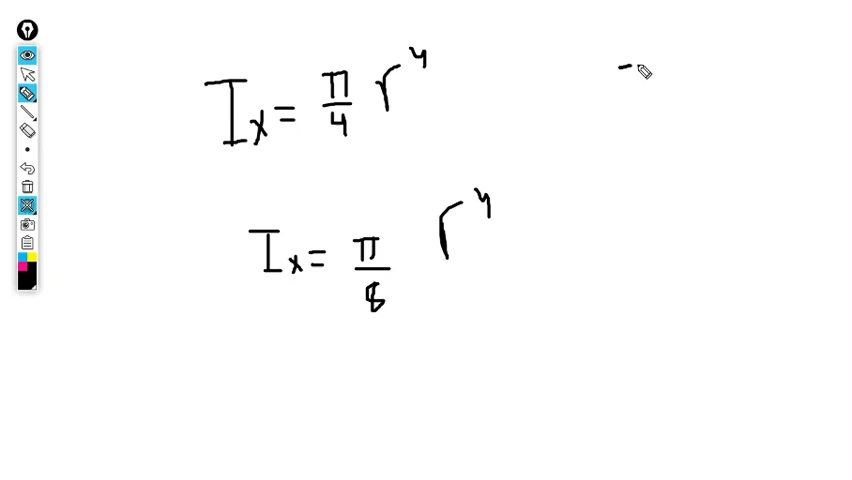 Ix = π/4 r⁴
Ix = π/8 r⁴